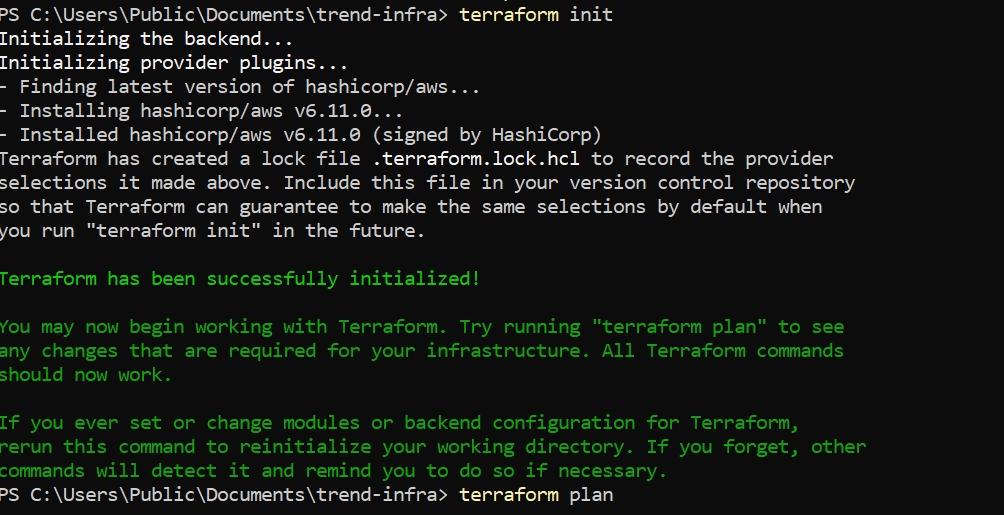 PS C:\Users\Public\Documents\trend-infra> terraform init
Initializing the backend...
Initializing provider plugins...
- Finding latest version of hashicorp/aws...
- Installing hashicorp/aws v6.11.0...
- Installed hashicorp/aws v6.11.0 (signed by HashiCorp)
Terraform has created a lock file .terraform.lock.hcl to record the provider
selections it made above. Include this file in your version control repository
so that Terraform can guarantee to make the same selections by default when
you run "terraform init" in the future.
Terraform has been successfully initialized!
You may now begin working with Terraform. Try running "terraform plan" to see
any changes that are required for your infrastructure. All Terraform commands
should now work.
If you ever set or change modules or backend configuration for Terraform,
rerun this command to reinitialize your working directory. If you forget, other
commands will detect it and remind you to do so if necessary.
PS C:\Users\Public\Documents\trend-infra> terraform plan